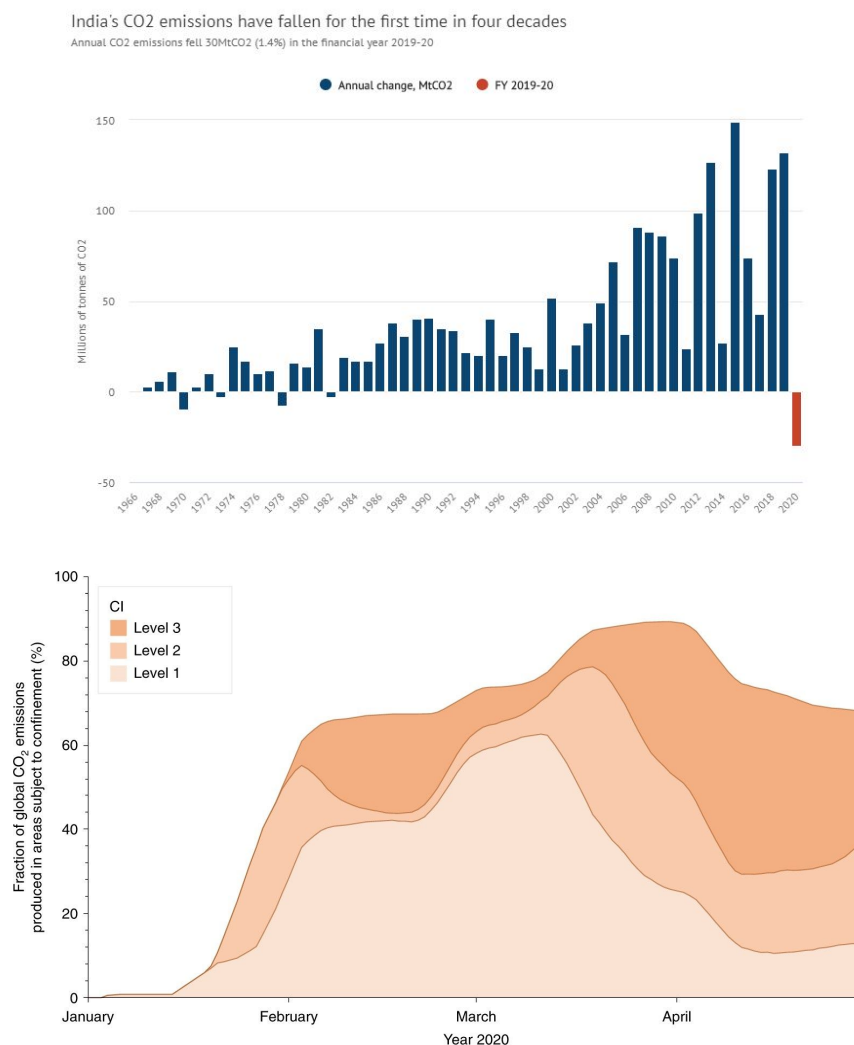 India's CO2 emissions have fallen for the first time in four decades
Annual CO2 emissions fell 30MtCO2 (1.4%) in the financial year 2019-20
Annual change, MtCO2 FY 2019-20
Millions of tonnes of CO2
150
100
50
0
-50
1966 1968 1970 1972 1974 1976 1978 1980 1982 1984 1986 1988 1990 1992 1994 1996 1998 2000 2002 2004 2006 2008 2010 2012 2014 2016 2018 2020
Fraction of global CO2 emissions
produced in areas subject to confinement (%)
100
80
60
40
20
0
CI
Level 3
Level 2
Level 1
January February March April
Year 2020